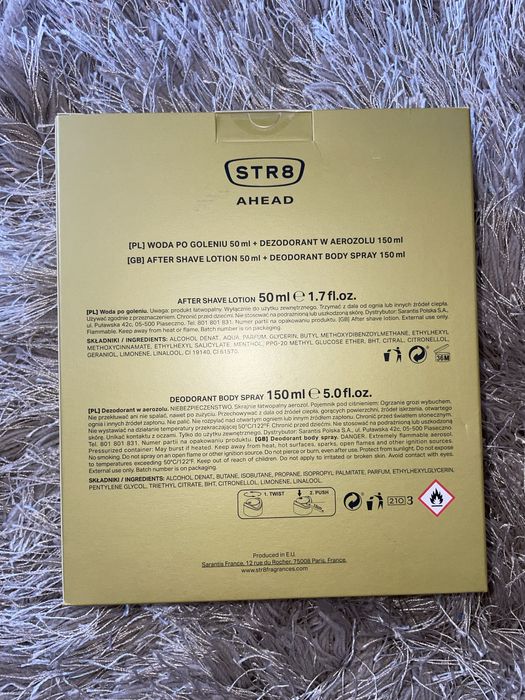 STR8
AHEAD
[PL] WODA PO GOLENIU 50 ml + DEZODORANT W AEROZOLU 150 ml
[GB] AFTER SHAVE LOTION 50 ml + DEODORANT BODY SPRAY 150 ml
AFTER SHAVE LOTION 50 ml ℮ 1.7 fl.oz.
[PL] Woda po goleniu. Uwaga: produkt łatwopalny. Wyłącznie do użytku zewnętrznego. Trzymać z dala od ognia lub innych źródeł ciepła.
Używać zgodnie z przeznaczeniem. Chronić przed dziećmi. Nie stosować na podrażnioną lub uszkodzoną skórę. Dystrybutor: Sarantis Polska S.A.,
ul. Puławska 42c, 05-500 Piaseczno. Tel: 801 801 831. Numer partii na opakowaniu produktu. [GB] After shave lotion. External use only.
Flammable. Keep away from heat or flame, Batch number is on packaging.
SKŁADNIKI / INGREDIENTS: ALCOHOL DENAT., AQUA, PARFUM, GLYCERIN, BUTYL METHOXYDIBENZOYLMETHANE, ETHYLHEXYL
METHOXYCINNAMATE, ETHYLHEXYL SALICYLATE, MENTHOL, PPG-20 METHYL GLUCOSE ETHER, BHT, CITRAL, CITRONELLOL,
GERANIOL, LIMONENE, LINALOOL, CI 19140, CI 61570.
36M
DEODORANT BODY SPRAY 150 ml ℮ 5.0 fl.oz.
[PL] Dezodorant w aerozolu. NIEBEZPIECZEŃSTWO. Skrajnie łatwopalny aerozol. Pojemnik pod ciśnieniem: Ogrzanie grozi wybuchem.
Nie przekłuwać ani nie spalać, nawet po zużyciu. Przechowywać z dala od źródeł ciepła, gorących powierzchni, źródeł iskrzenia, otwartego
ognia i innych źródeł zapłonu. Nie palić. Nie rozpylać nad otwartym ogniem lub innym źródłem zapłonu. Chronić przed światłem słonecznym.
Nie wystawiać na działanie temperatury przekraczającej 50°C/122°F. Chronić przed dziećmi. Nie stosować na podrażnioną lub uszkodzoną
skórę. Unikać kontaktu z oczami. Tylko do użytku zewnętrznego. Dystrybutor: Sarantis Polska S.A., ul. Puławska 42c, 05-500 Piaseczno
Tel. 801 801 831. Numer partii na opakowaniu produktu. [GB] Deodorant body spray. DANGER. Extremely flammable aerosol.
Pressurized container: May burst if heated. Keep away from heat, hot surfaces, sparks, open flames and other ignition sources.
No smoking. Do not spray on an open flame or other ignition source. Do not pierce or burn, even after use. Protect from sunlight. Do not expose
to temperatures exceeding 50°C/122°F. Keep out of reach of children. Do not apply to irritated or broken skin. Avoid contact with eyes.
External use only. Batch number is on packaging.
SKŁADNIKI / INGREDIENTS: ALCOHOL DENAT, BUTANE, ISOBUTANE, PROPANE, ISOPROPYL PALMITATE, PARFUM, ETHYLHEXYLGLYCERIN,
PENTYLENE GLYCOL, TRIETHYL CITRATE, BHT, CITRONELLOL, LIMONENE, LINALOOL.
1. TWIST 2. PUSH
15cm
210 3
Produced in E.U.
Sarantis France, 12 rue du Rocher, 75008 Paris, France.
www.str8fragrances.com